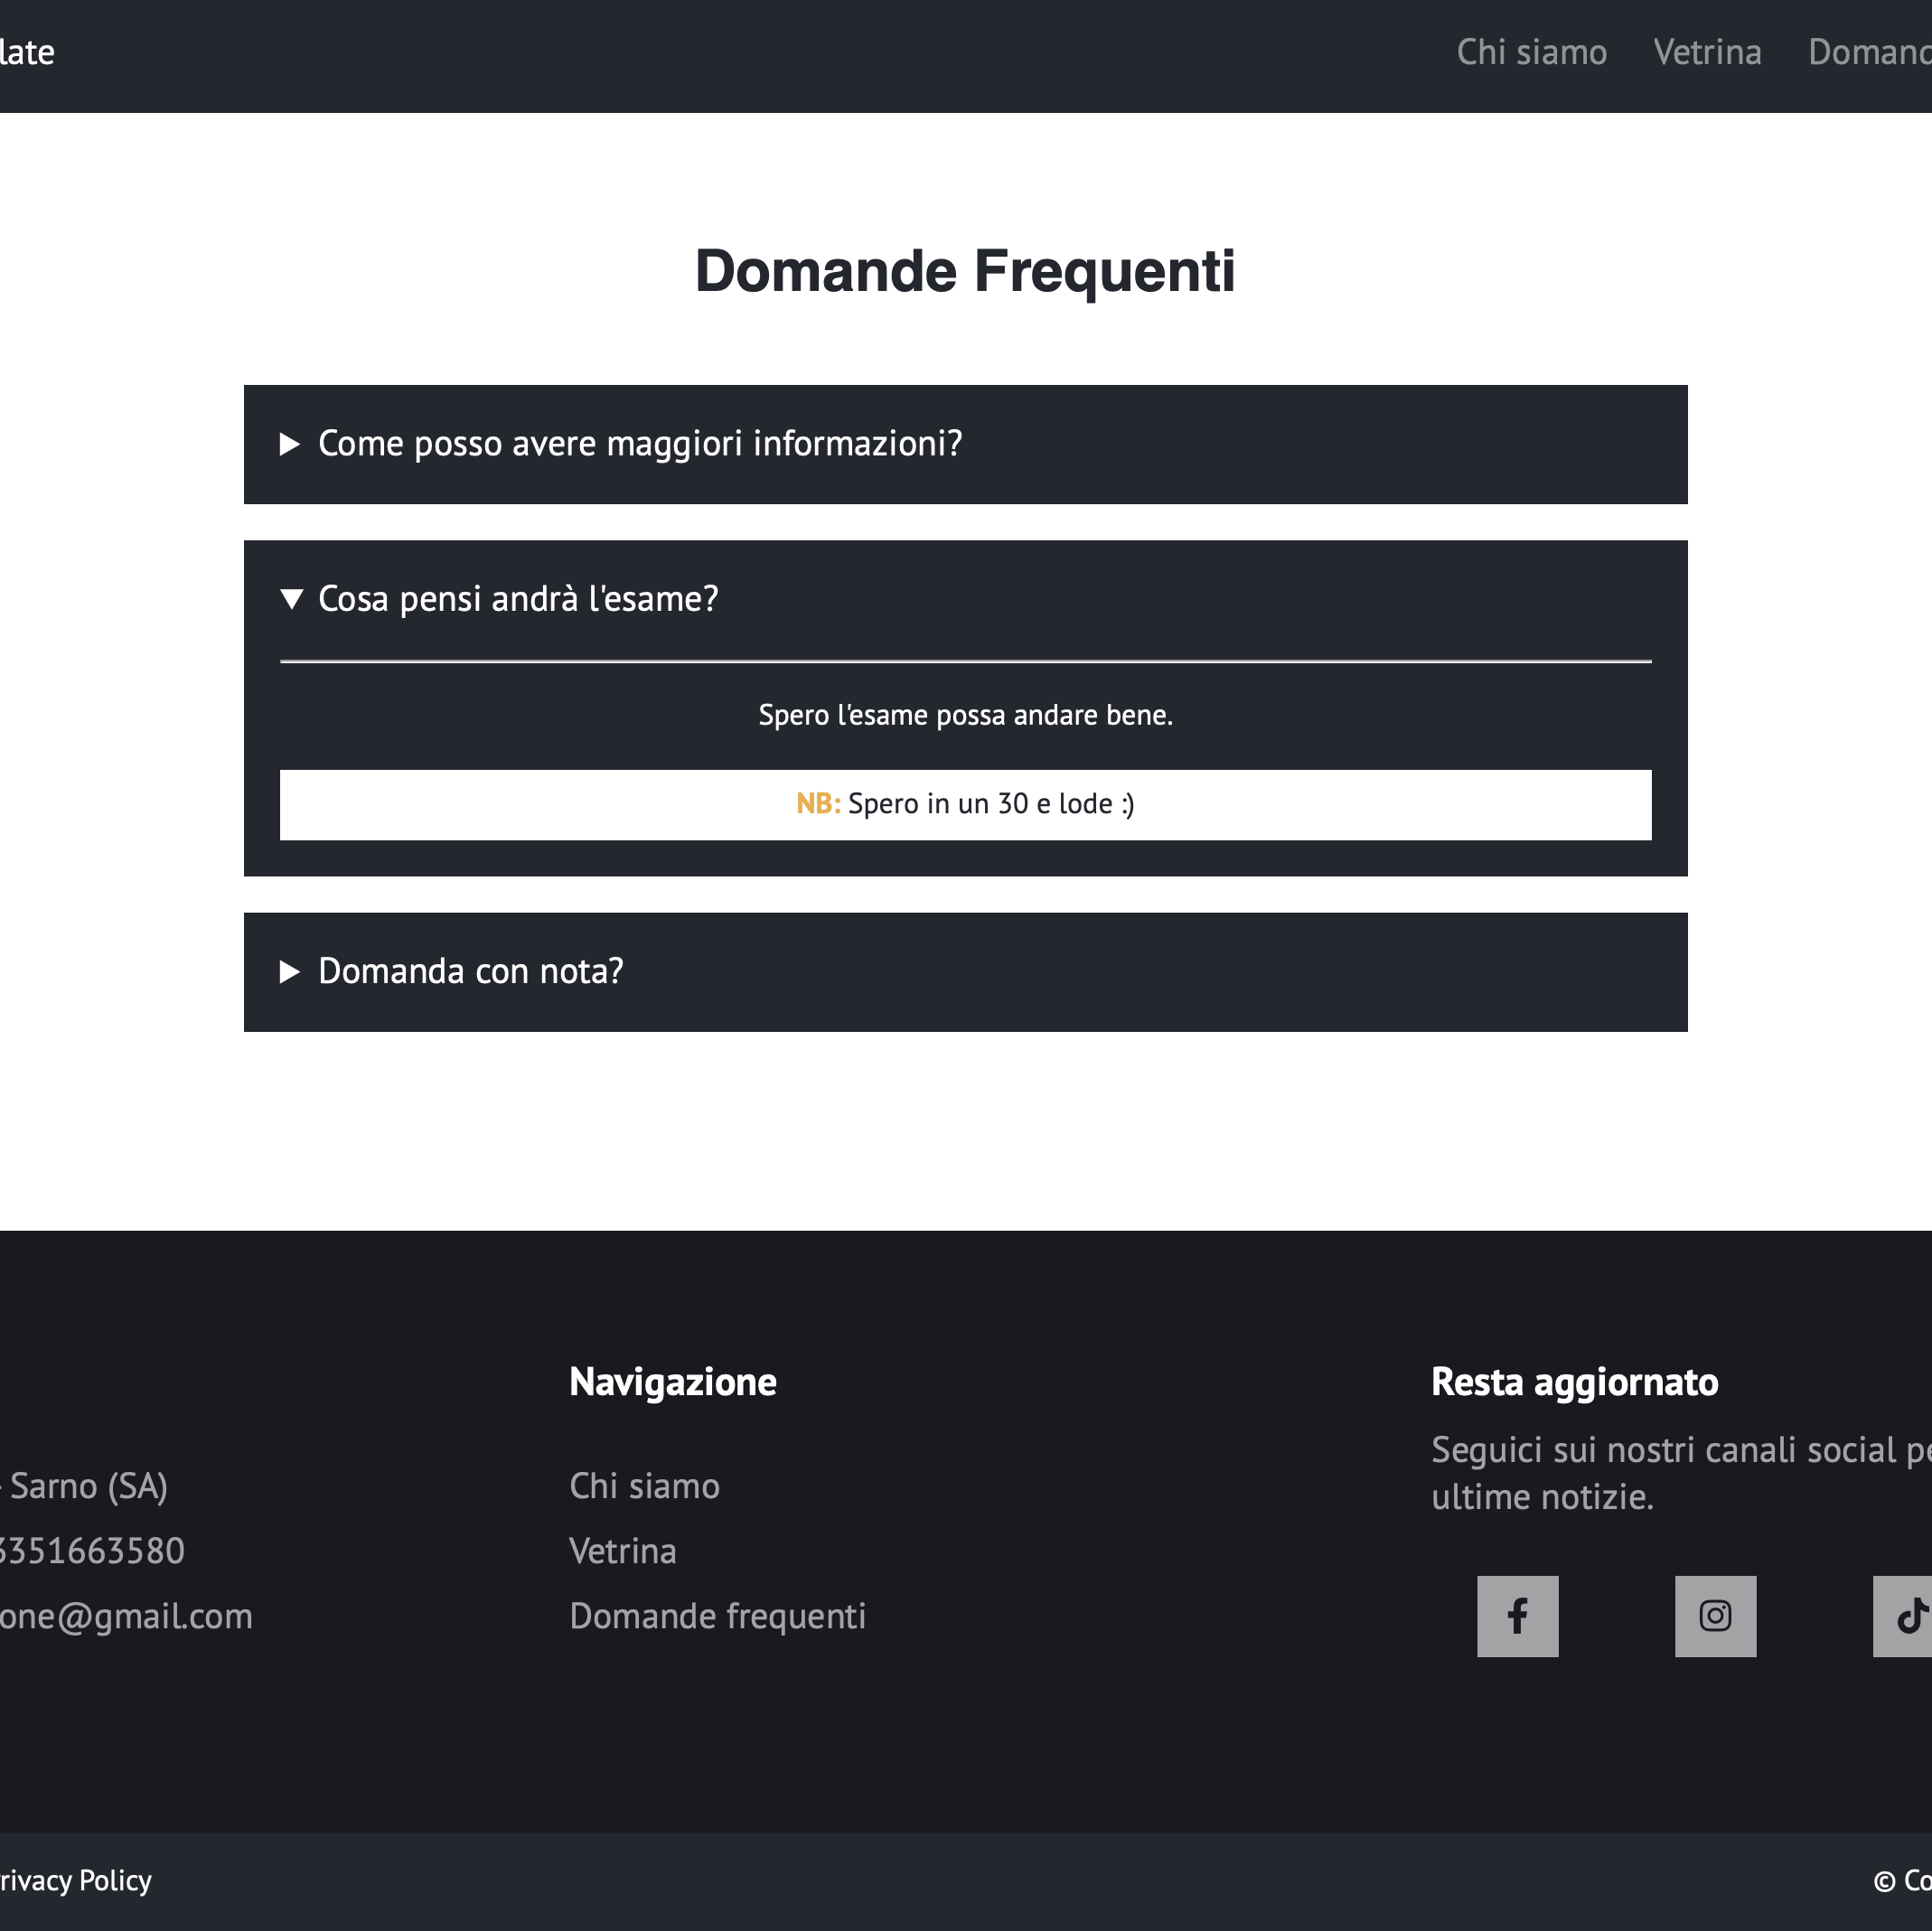 late
Chi siamo Vetrina Domand
Domande Frequenti
Come posso avere maggiori informazioni?
Cosa pensi andrà l'esame?
Spero l'esame possa andare bene.
NB: Spero in un 30 e lode :)
Domanda con nota?
Navigazione
Resta aggiornato
Seguici sui nostri canali social pe
ultime notizie.
- Sarno (SA)
3351663580
one@gmail.com
Chi siamo
Vetrina
Domande frequenti
rivacy Policy
© Co